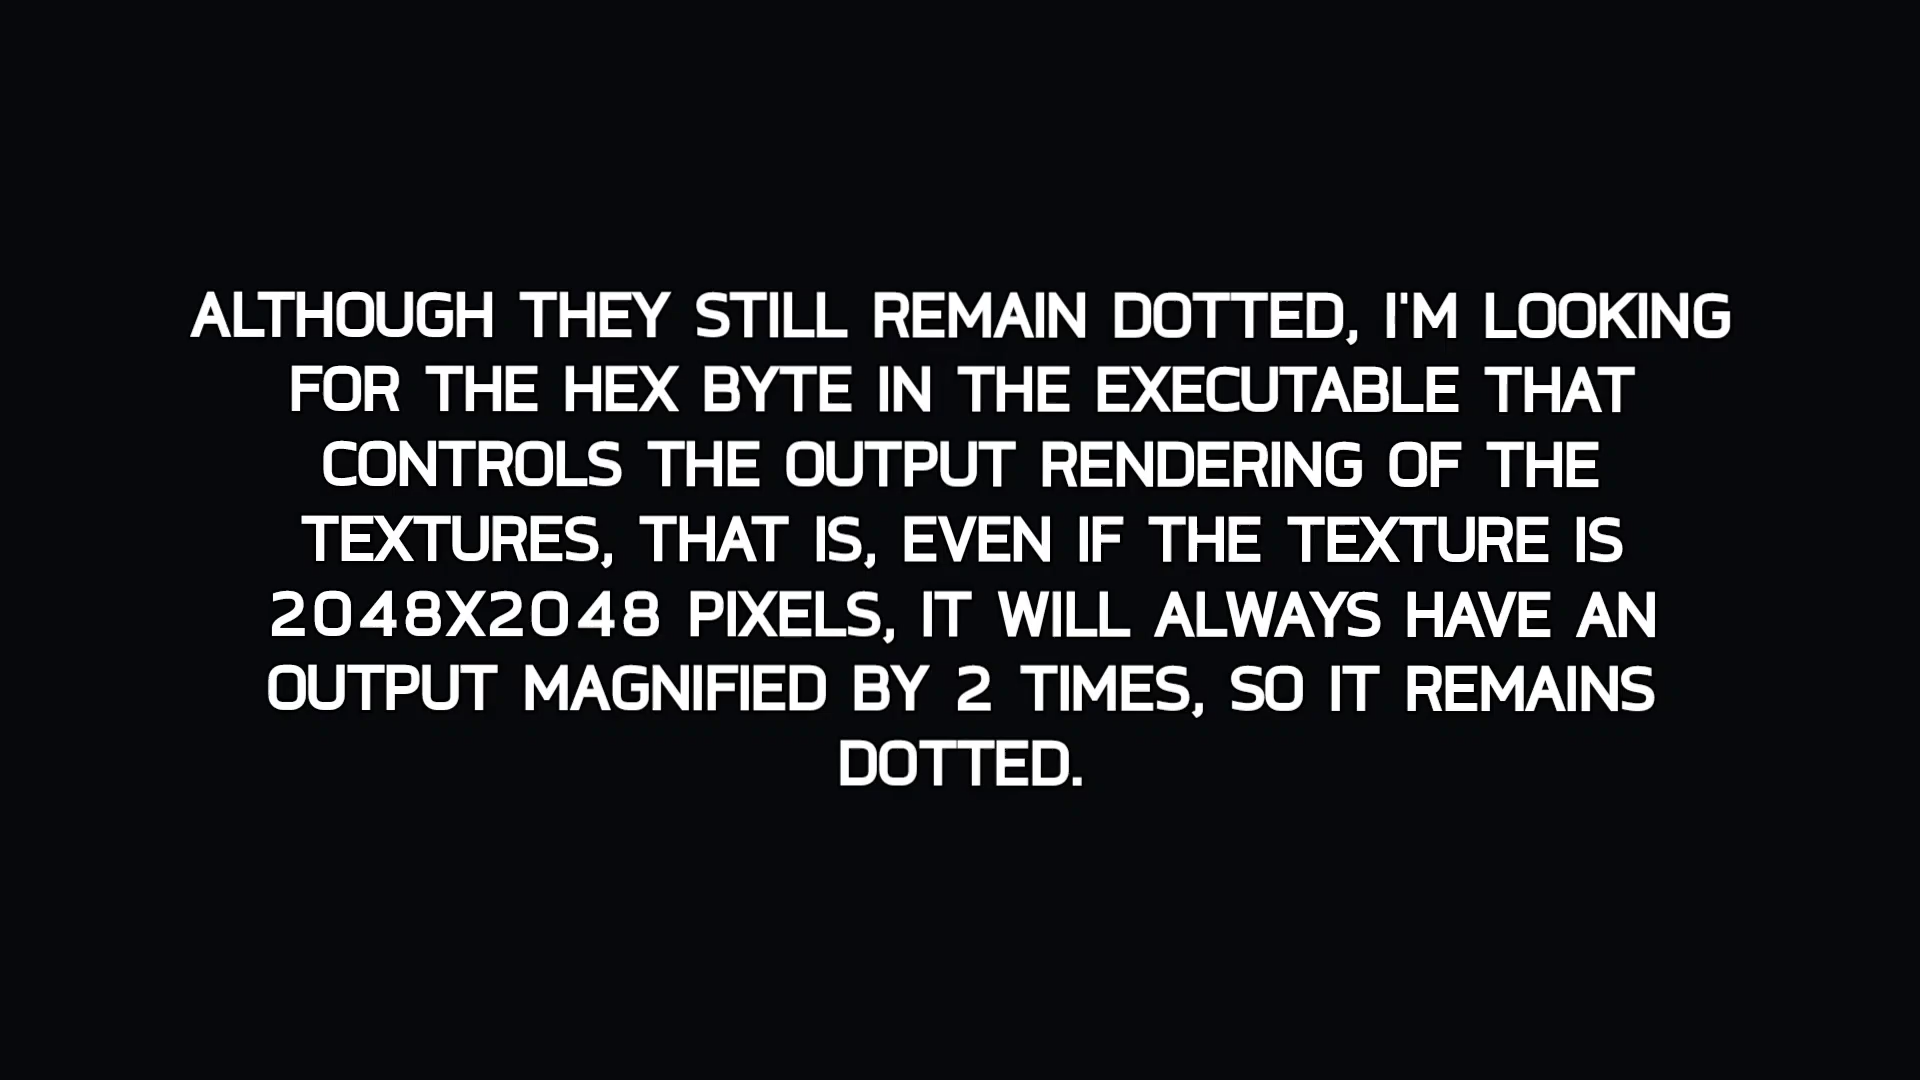 ALTHOUGH THEY STILL REMAIN DOTTED, I'M LOOKING
FOR THE HEX BYTE IN THE EXECUTABLE THAT
CONTROLS THE OUTPUT RENDERING OF THE
TEXTURES, THAT IS, EVEN IF THE TEXTURE IS
2048X2048 PIXELS, IT WILL ALWAYS HAVE AN
OUTPUT MAGNIFIED BY 2 TIMES, SO IT REMAINS
DOTTED.